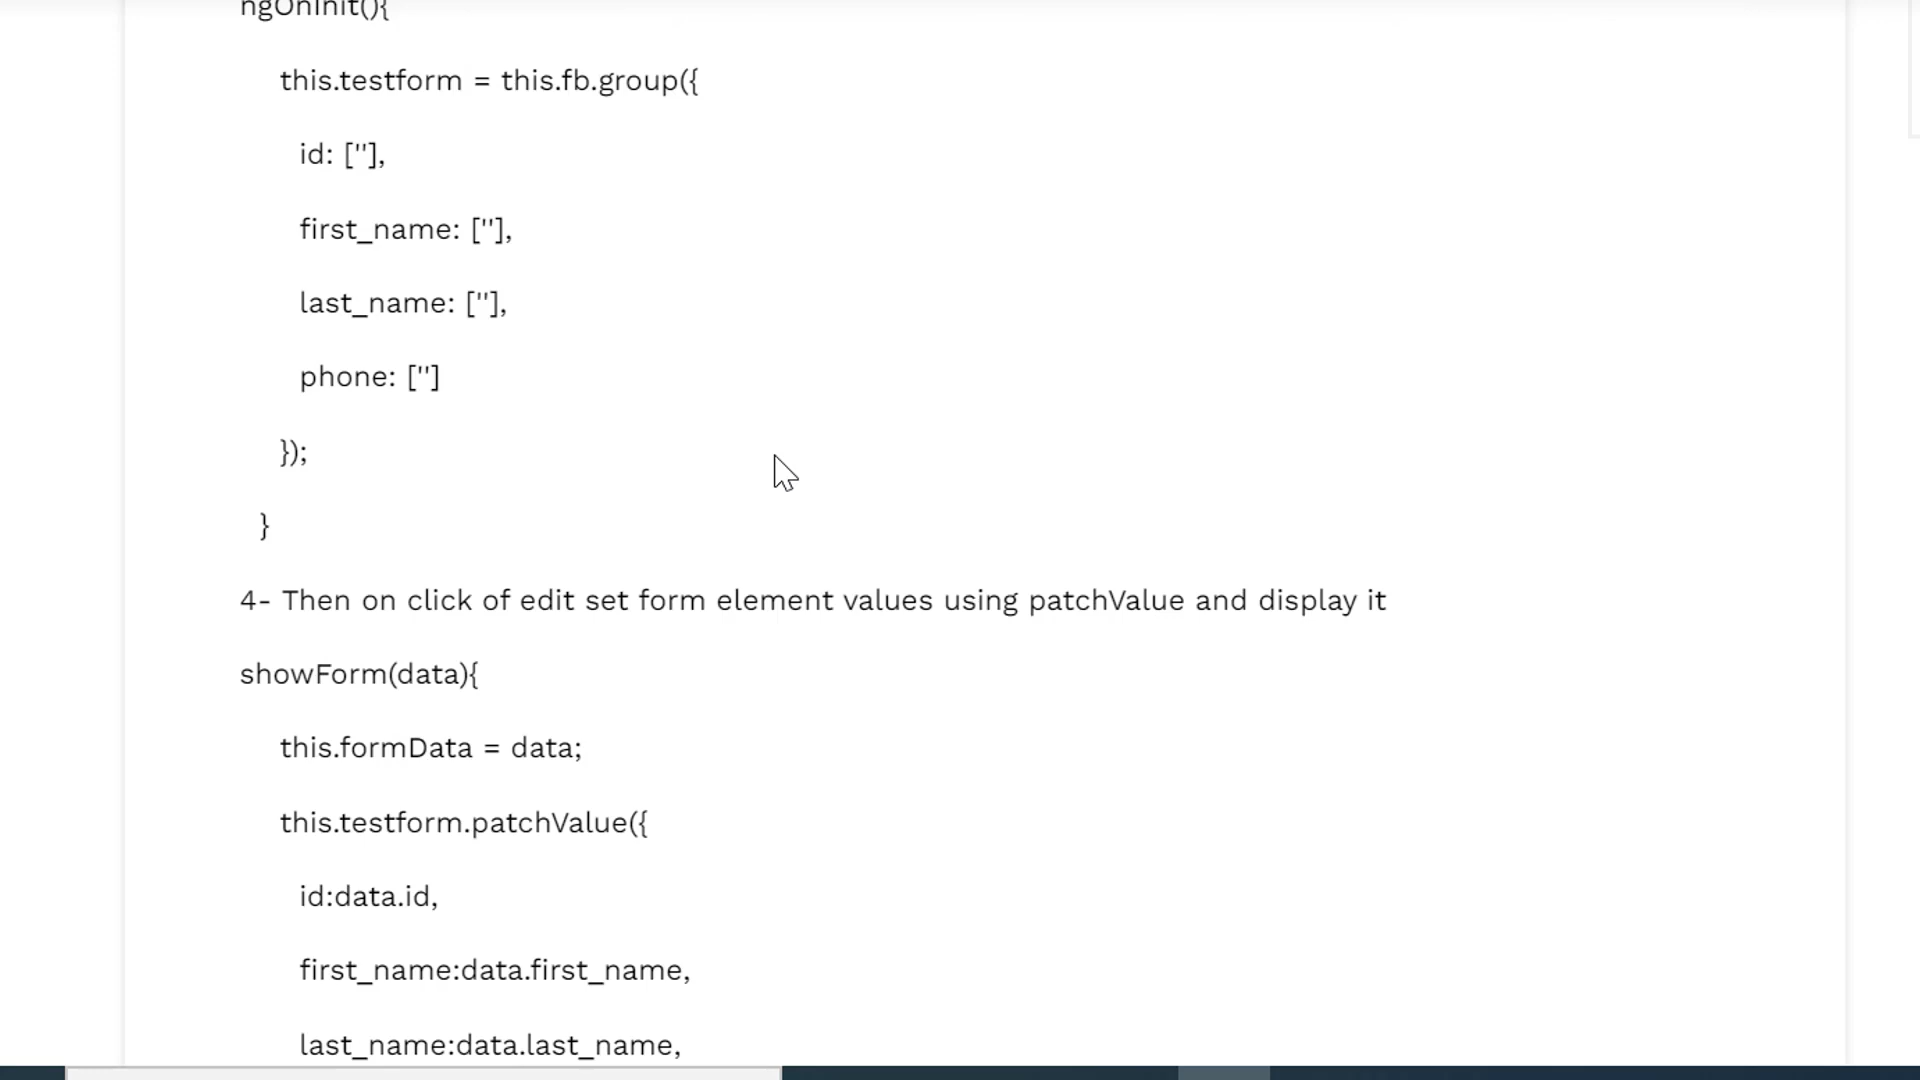 ngOnInit(){
this.testform = this.fb.group({
id: [''],
first_name: [''],
last_name: [''],
phone: ['']
});
}
4- Then on click of edit set form element values using patchValue and display it
showForm(data){
this.formData = data;
this.testform.patchValue({
id:data.id,
first_name:data.first_name,
last_name:data.last_name,